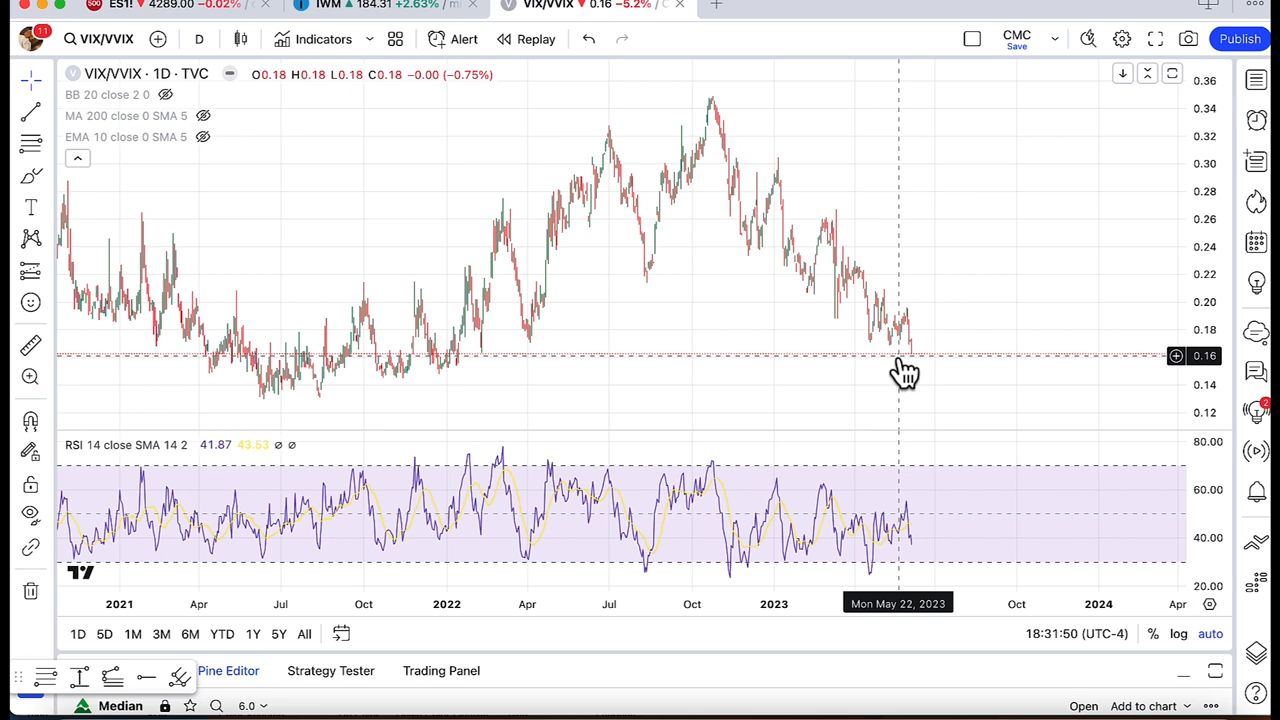 500 ES1! ▼ 4289.00 −0.02% / × IWM ▲ 184.31 +2.63% / m × V VIX/VVIX ▼ 0.16 −5.2% / C × +
11 VIX/VVIX D Indicators Alert Replay CMC Save Publish
V VIX/VVIX · 1D · TVC O0.18 H0.18 L0.18 C0.18 −0.00 (−0.75%)
BB 20 close 2 0
MA 200 close 0 SMA 5
EMA 10 close 0 SMA 5
0.36
0.34
0.32
0.30
0.28
0.26
0.24
0.22
0.20
0.18
0.16
0.14
0.12
2
RSI 14 close SMA 14 2 41.87 43.53 ∅ ∅
80.00
60.00
40.00
20.00
2021 Apr Jul Oct 2022 Apr Jul Oct 2023 Mon May 22, 2023 Oct 2024 Apr
1D 5D 1M 3M 6M YTD 1Y 5Y All 18:31:50 (UTC-4) % log auto
Pine Editor Strategy Tester Trading Panel
Median 6.0 Open Add to chart